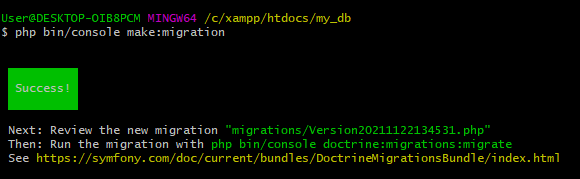 User@DESKTOP-OIB8PCM MINGW64 /c/xampp/htdocs/my_db
$ php bin/console make:migration
Success!
Next: Review the new migration "migrations/Version20211122134531.php"
Then: Run the migration with php bin/console doctrine:migrations:migrate
See https://symfony.com/doc/current/bundles/DoctrineMigrationsBundle/index.html